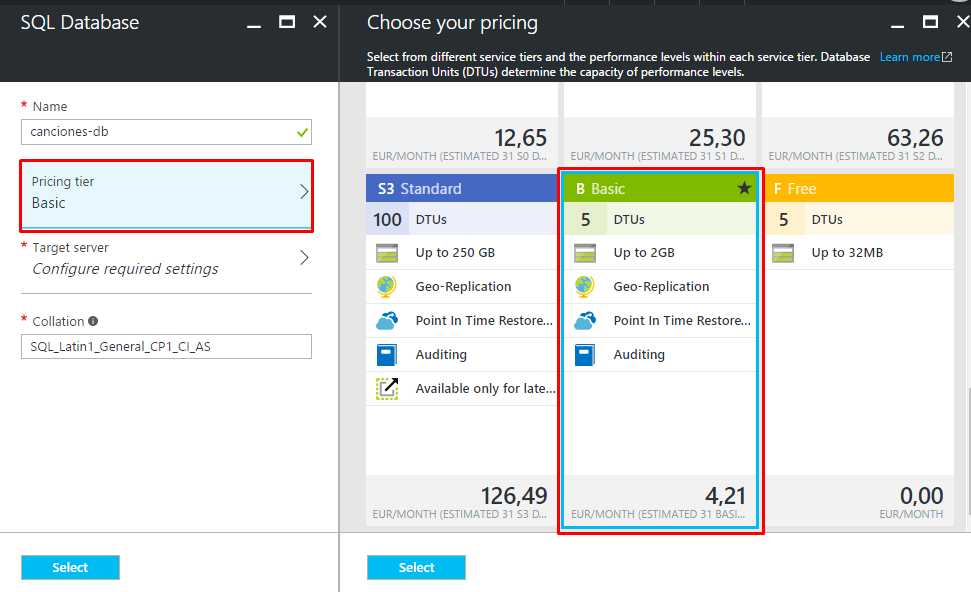 SQL Database
* Name
canciones-db
Pricing tier
Basic
* Target server
Configure required settings
* Collation
SQL_Latin1_General_CP1_CI_AS
Select
Choose your pricing
Select from different service tiers and the performance levels within each service tier. Database Learn more
Transaction Units (DTUs) determine the capacity of performance levels.
12,65
EUR/MONTH (ESTIMATED 31 S0 D...
25,30
EUR/MONTH (ESTIMATED 31 S1 D...
63,26
EUR/MONTH (ESTIMATED 31 S2 D...
S3 Standard
100 DTUs
Up to 250 GB
Geo-Replication
Point In Time Restore...
Auditing
Available only for late...
126,49
EUR/MONTH (ESTIMATED 31 S3 D...
B Basic
5 DTUs
Up to 2GB
Geo-Replication
Point In Time Restore...
Auditing
4,21
EUR/MONTH (ESTIMATED 31 BASI...
F Free
5 DTUs
Up to 32MB
0,00
EUR/MONTH
Select